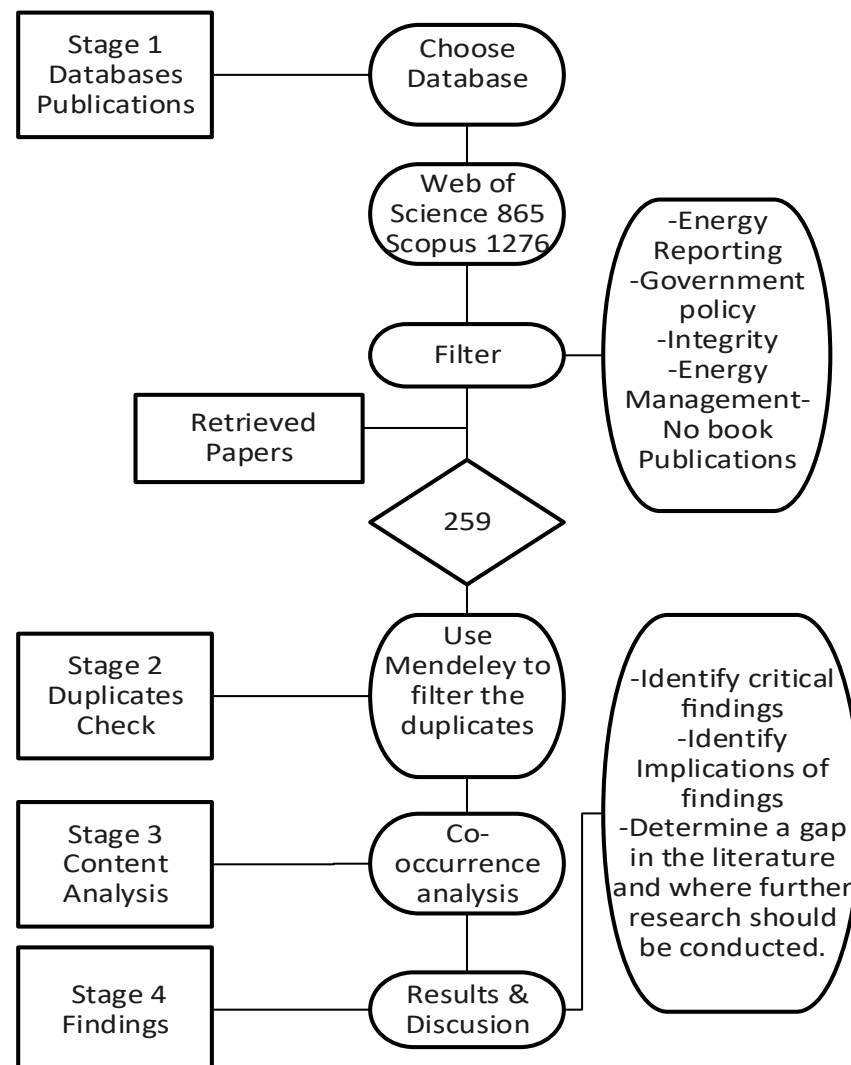 Stage 1
Databases
Publications
Choose
Database
Web of
Science 865
Scopus 1276
-Energy
Reporting
-Government
policy
-Integrity
-Energy
Management-
No book
Publications
Filter
Retrieved
Papers
259
Stage 2
Duplicates
Check
Use
Mendeley to
filter the
duplicates
-Identify critical
findings
-Identify
Implications of
findings
-Determine a gap
in the literature
and where further
research should
be conducted.
Stage 3
Content
Analysis
Co-
occurrence
analysis
Stage 4
Findings
Results &
Discusion